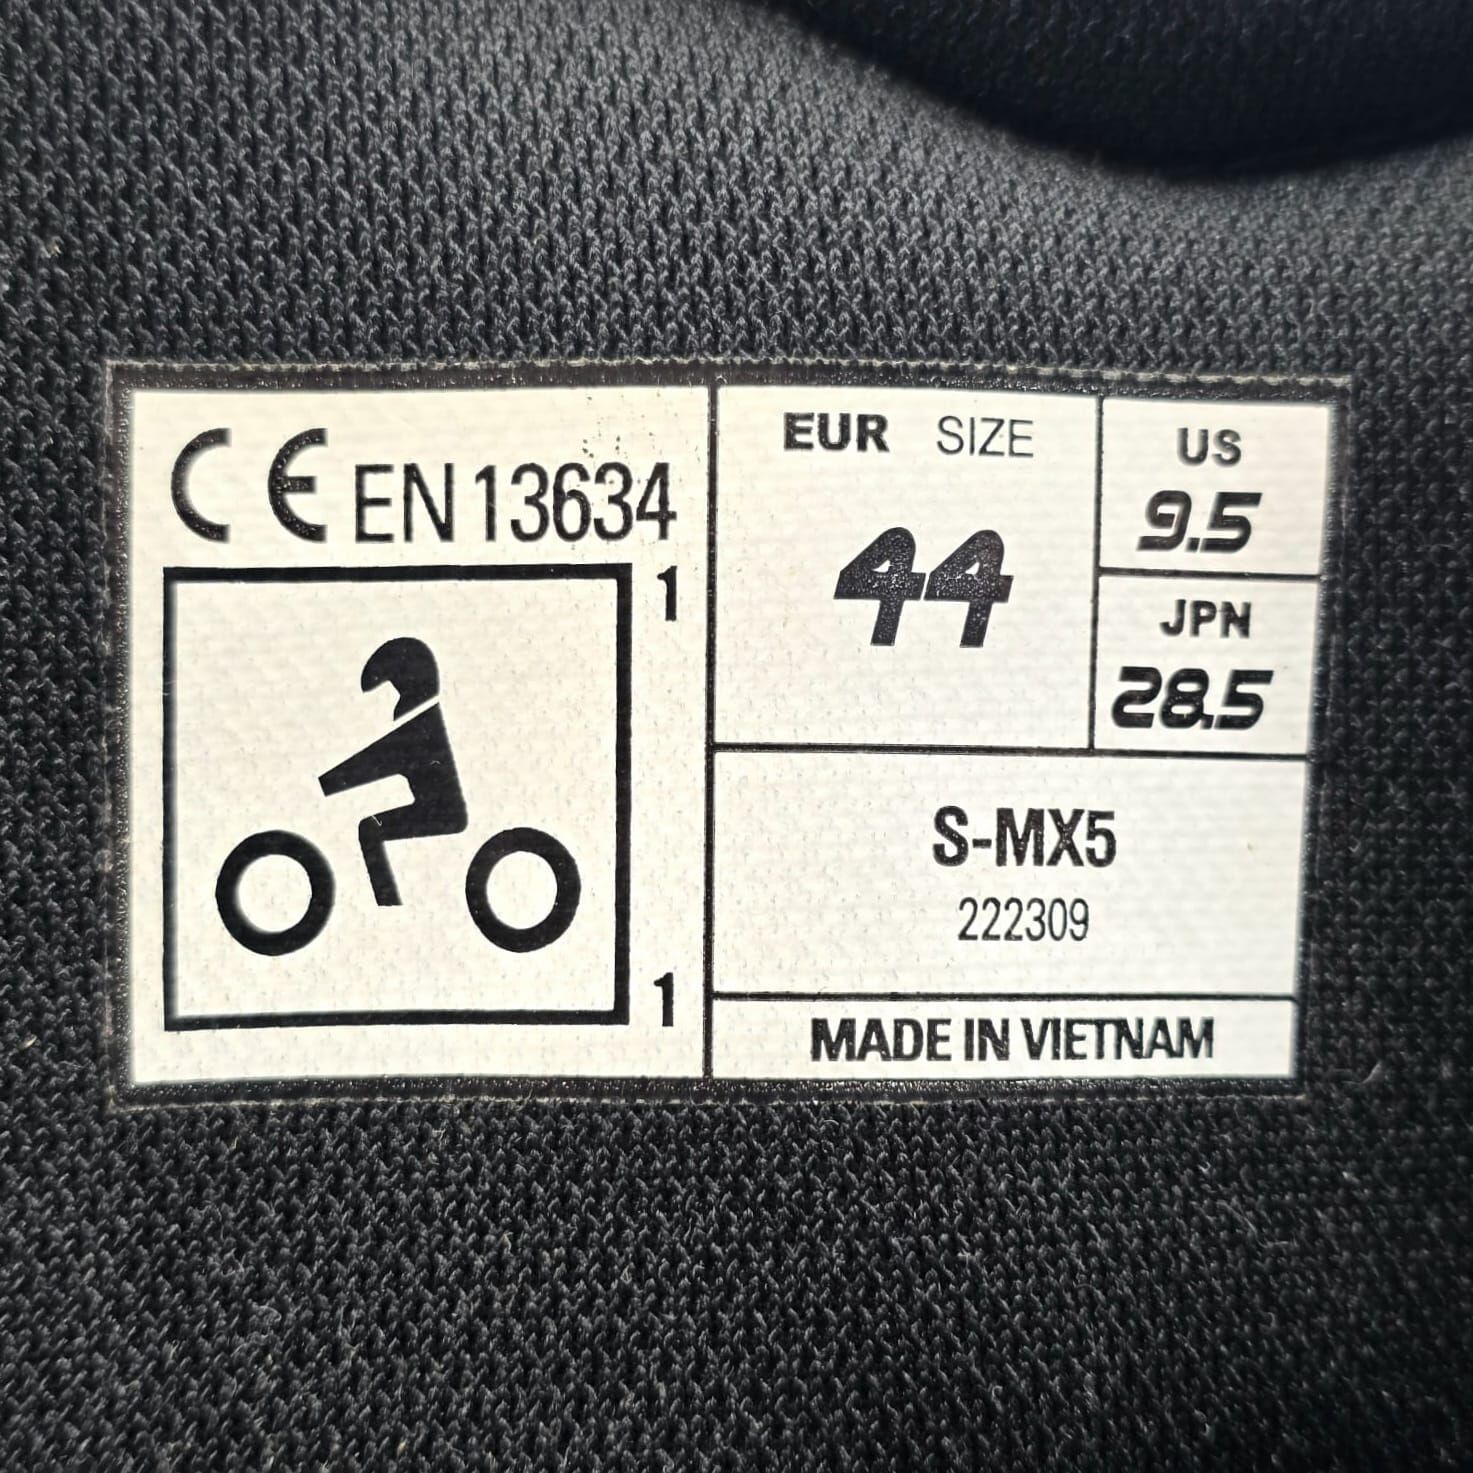 CE EN 13634
1
1
EUR SIZE
44
US
9.5
JPN
28.5
S-MX5
222309
MADE IN VIETNAM